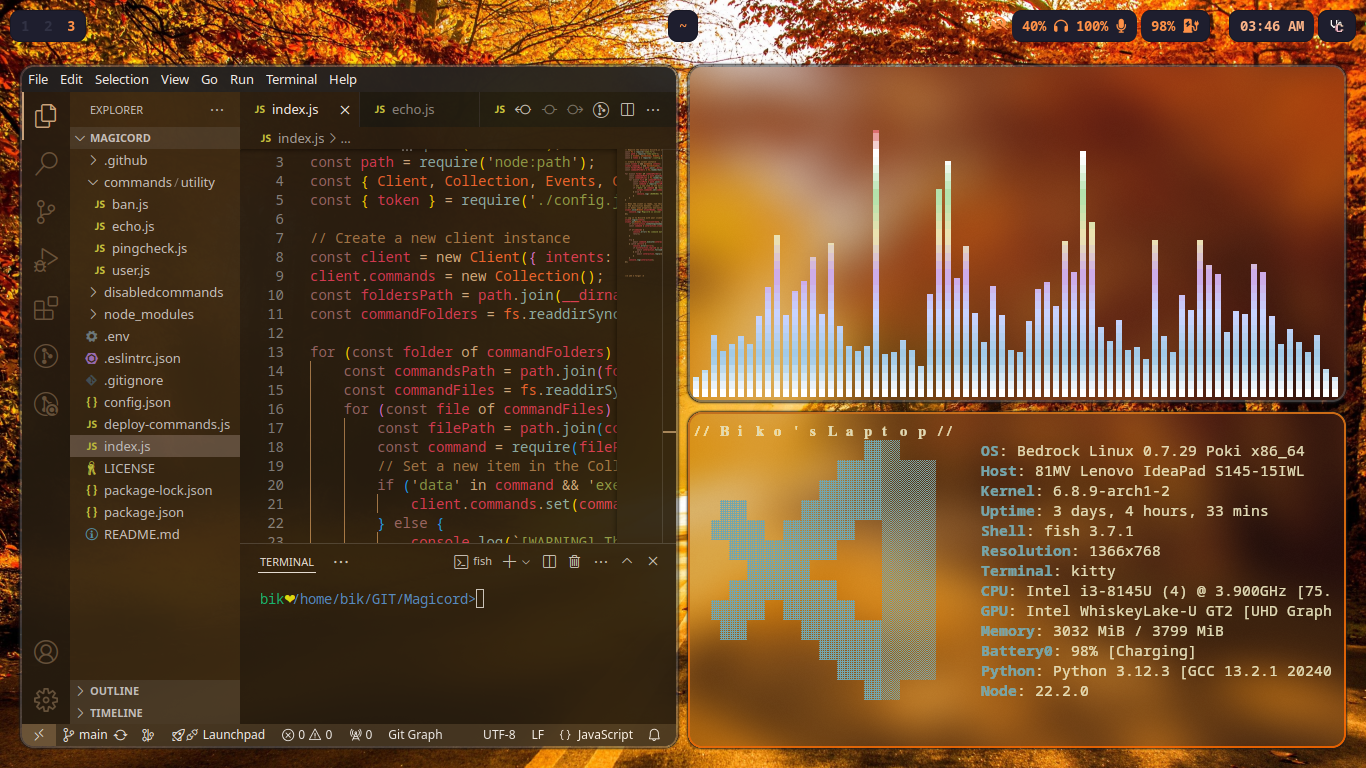 1 2 3
~
40% 100%
98%
03:46 AM
File Edit Selection View Go Run Terminal Help
EXPLORER
MAGICORD
.github
commands / utility
JS ban.js
JS echo.js
JS pingcheck.js
JS user.js
disabledcommands
node_modules
.env
.eslintrc.json
.gitignore
{} config.json
JS deploy-commands.js
JS index.js
LICENSE
{} package-lock.json
{} package.json
README.md
OUTLINE
TIMELINE
JS index.js
JS echo.js
JS
JS index.js > ...
3 const path = require('node:path');
4 const { Client, Collection, Events,
5 const { token } = require('./config.
6
7 // Create a new client instance
8 const client = new Client({ intents:
9 client.commands = new Collection();
10 const foldersPath = path.join(__dirna
11 const commandFolders = fs.readdirSync
12
13 for (const folder of commandFolders)
14 const commandsPath = path.join(fo
15 const commandFiles = fs.readdirSy
16 for (const file of commandFiles)
17 const filePath = path.join(co
18 const command = require(fileP
19 // Set a new item in the Coll
20 if ('data' in command && 'exe
21 client.commands.set(comma
22 } else {
23 console.log(`[WARNING] Th
TERMINAL
fish
bik❤/home/bik/GIT/Magicord>
main Launchpad 0 0 0 Git Graph UTF-8 LF {} JavaScript
// Biko'sLaptop //
OS: Bedrock Linux 0.7.29 Poki x86_64
Host: 81MV Lenovo IdeaPad S145-15IWL
Kernel: 6.8.9-arch1-2
Uptime: 3 days, 4 hours, 33 mins
Shell: fish 3.7.1
Resolution: 1366x768
Terminal: kitty
CPU: Intel i3-8145U (4) @ 3.900GHz [75.
GPU: Intel WhiskeyLake-U GT2 [UHD Graph
Memory: 3032 MiB / 3799 MiB
Battery0: 98% [Charging]
Python: Python 3.12.3 [GCC 13.2.1 20240
Node: 22.2.0